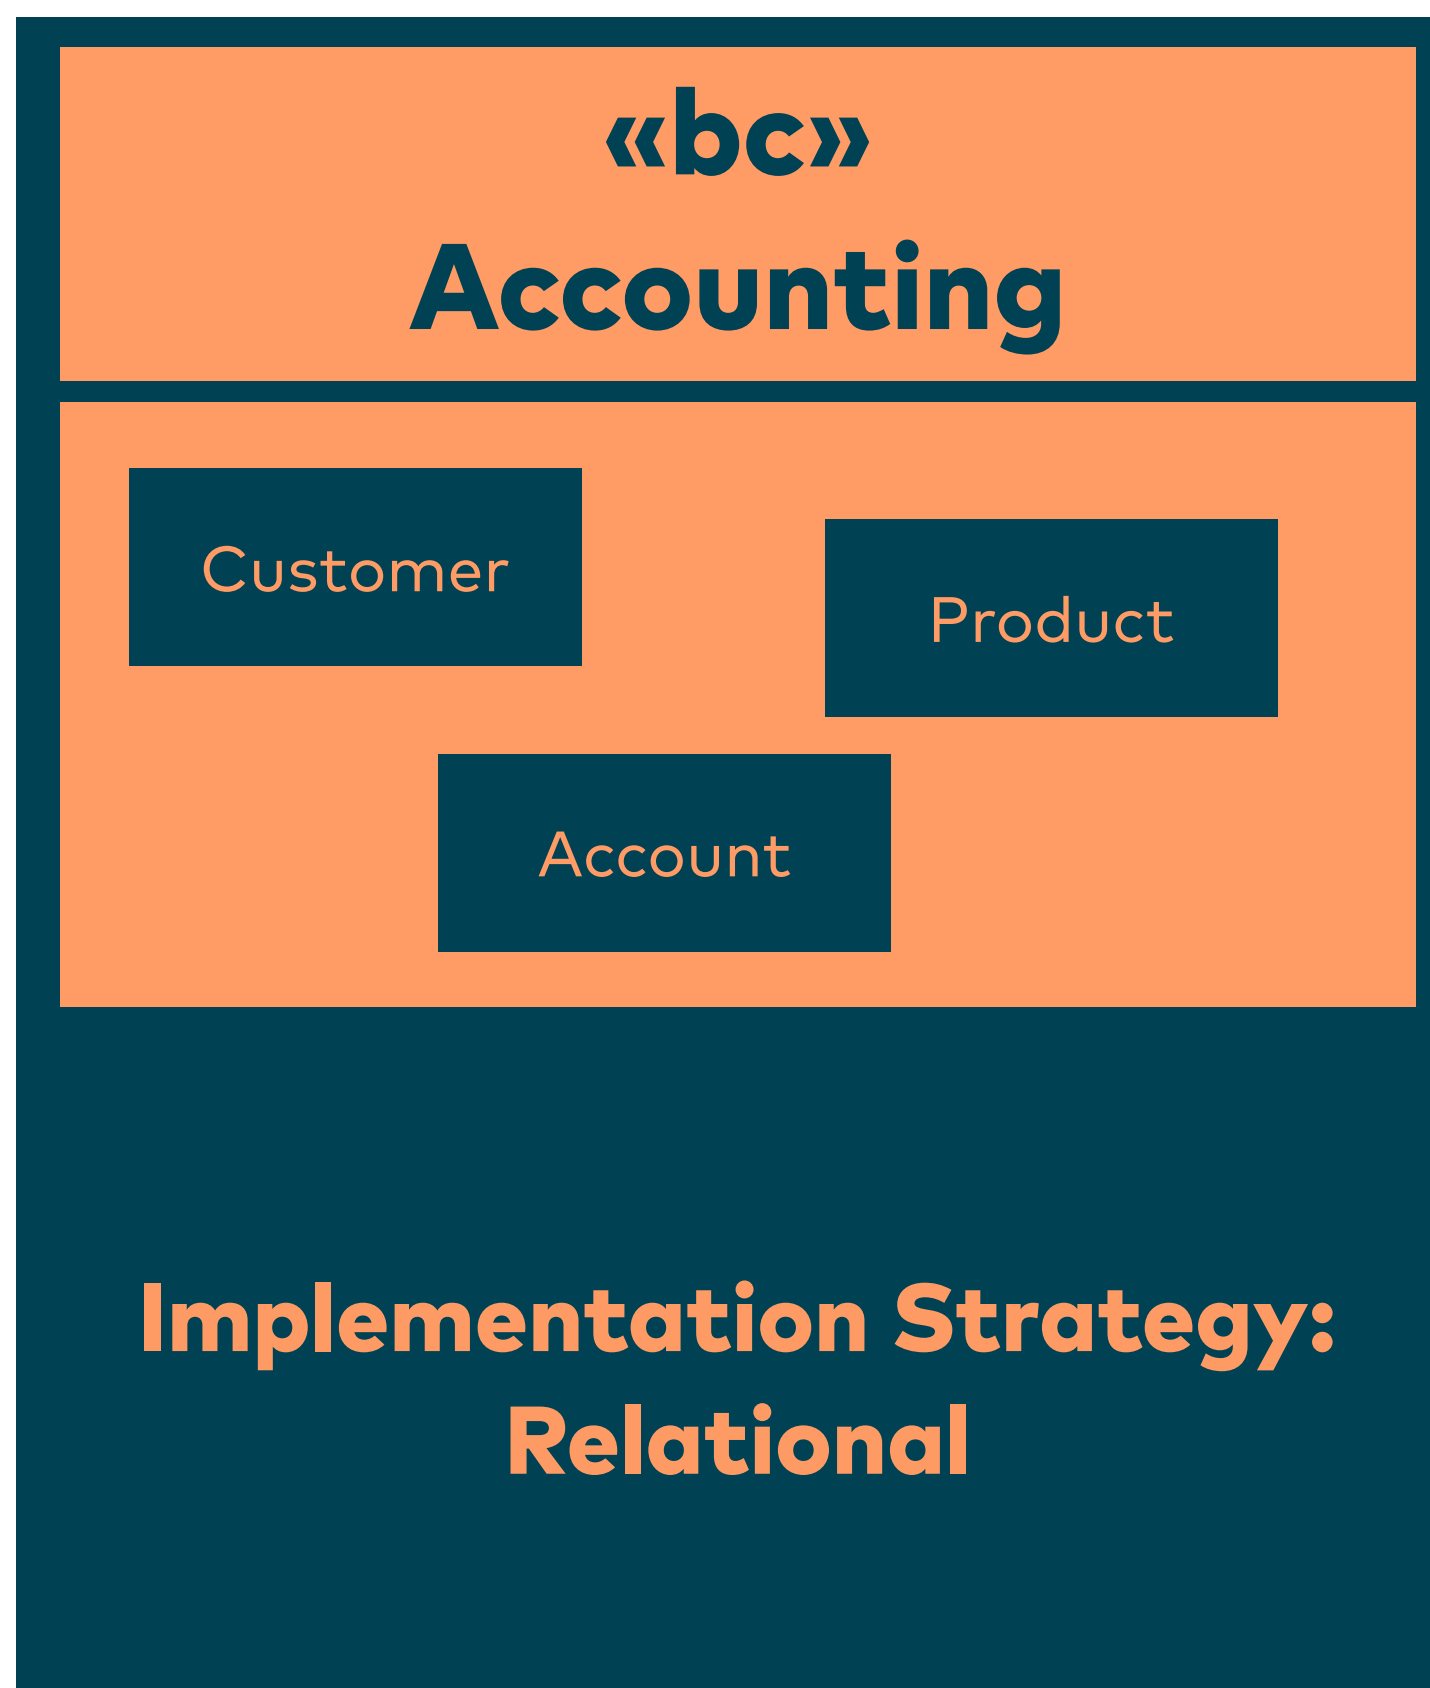 «bc»
Accounting
Customer
Product
Account
Implementation Strategy:
Relational